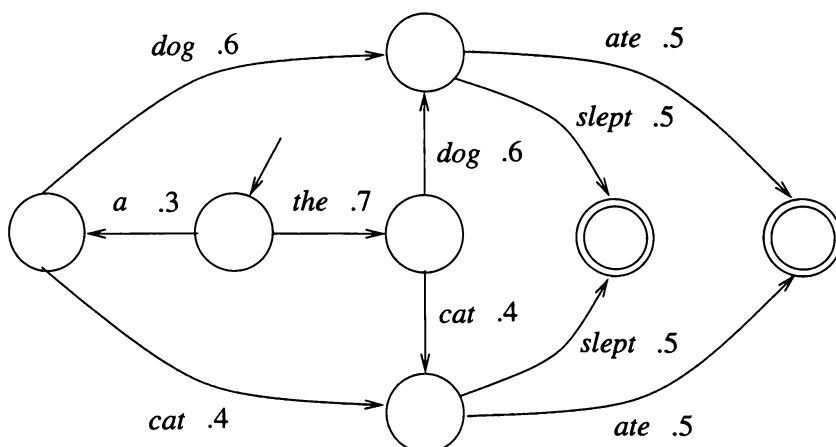 dog .6
ate .5
slept .5
dog .6
a .3
the .7
cat .4
slept .5
cat .4
ate .5